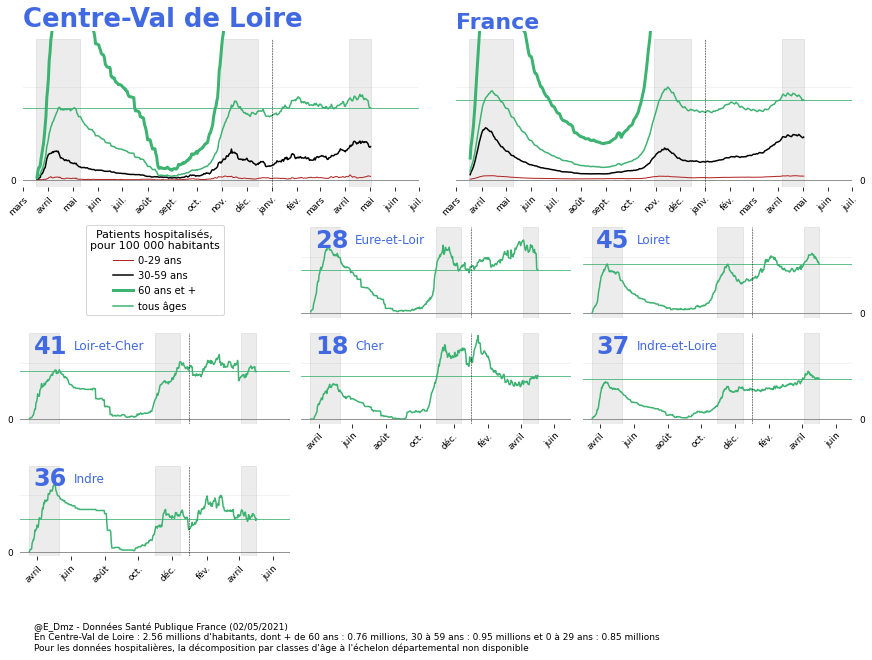 Centre-Val de Loire
France
0
0
mars avril mai juin juil. août sept. oct. nov. déc. janv. fév. mars avril mai juin juil.
mars avril mai juin juil. août sept. oct. nov. déc. janv. fév. mars avril mai juin juil.
Patients hospitalisés,
pour 100 000 habitants
0-29 ans
30-59 ans
60 ans et +
tous âges
28 Eure-et-Loir
45 Loiret
0
41 Loir-et-Cher
18 Cher
37 Indre-et-Loire
0
0
avril juin août oct. déc. fév. avril juin
avril juin août oct. déc. fév. avril juin
36 Indre
0
avril juin août oct. déc. fév. avril juin
@E_Dmz - Données Santé Publique France (02/05/2021)
En Centre-Val de Loire : 2.56 millions d'habitants, dont + de 60 ans : 0.76 millions, 30 à 59 ans : 0.95 millions et 0 à 29 ans : 0.85 millions
Pour les données hospitalières, la décomposition par classes d'âge à l'échelon départemental non disponible